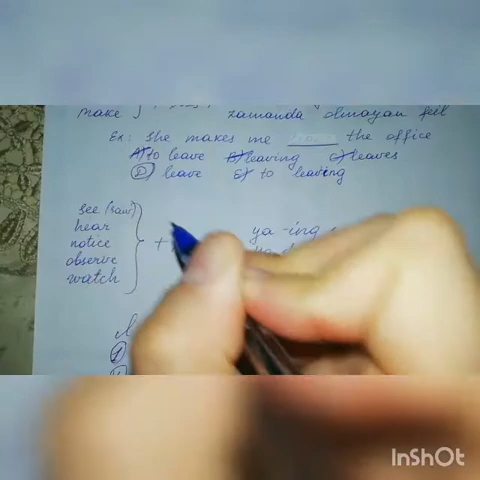 make zamanda olmayan feil
Ex: She makes me the office
A) to leave B) leaving C) leaves
D) leave E) to leaving
see (saw)
hear
notice
observe
watch
+
ya -ing
InShOt